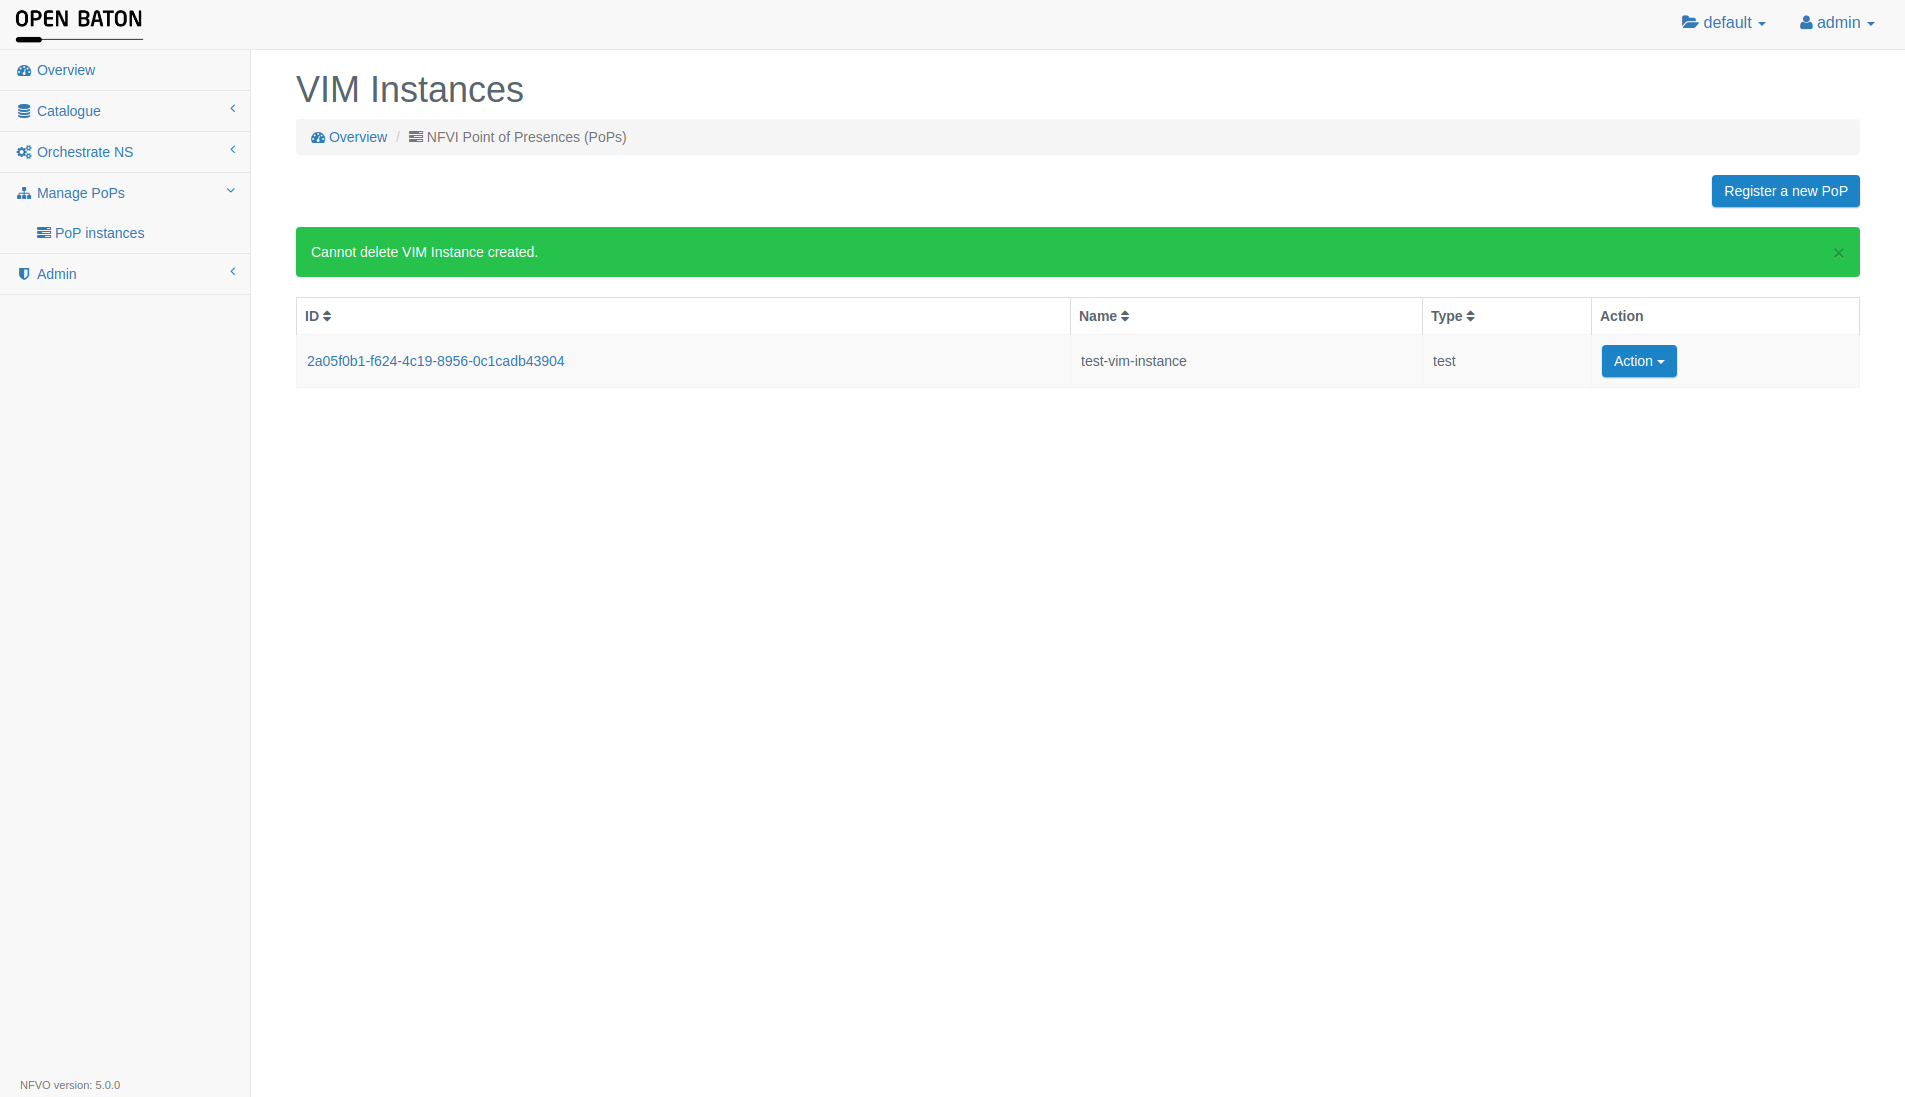 OPEN BATON
default
admin
Overview
Catalogue
Orchestrate NS
Manage PoPs
PoP instances
Admin
NFVO version: 5.0.0
VIM Instances
Overview / NFVI Point of Presences (PoPs)
Register a new PoP
Cannot delete VIM Instance created. ×
ID Name Type Action
2a05f0b1-f624-4c19-8956-0c1cadb43904 test-vim-instance test Action